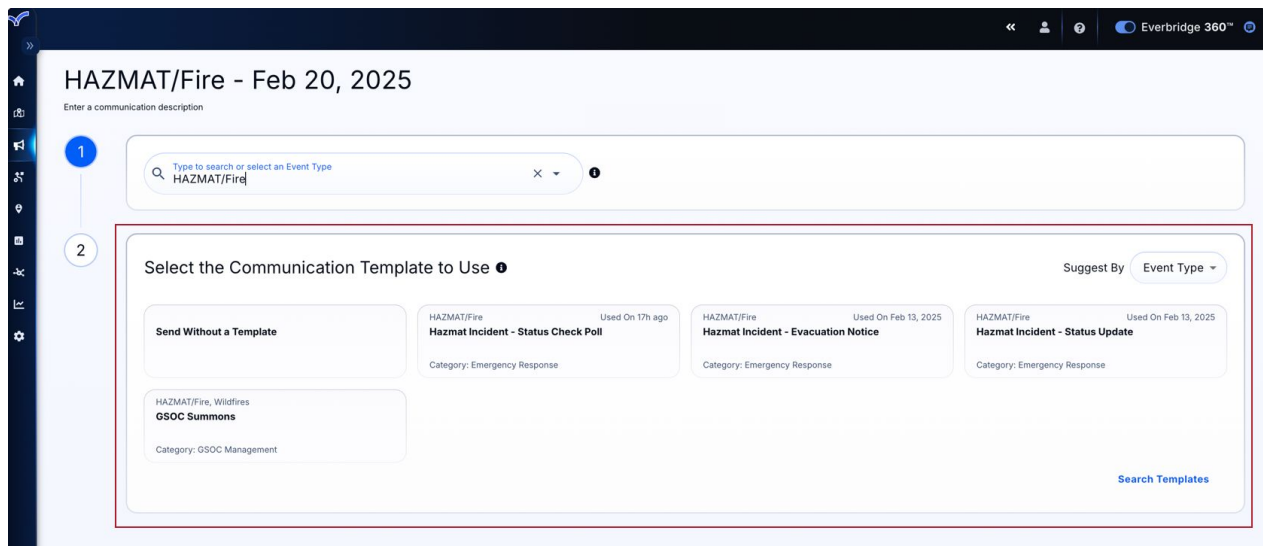 Everbridge 360™
HAZMAT/Fire - Feb 20, 2025
Enter a communication description
1
Type to search or select an Event Type
HAZMAT/Fire
2
Select the Communication Template to Use
Suggest By Event Type
Send Without a Template
HAZMAT/Fire Used On 17h ago
Hazmat Incident - Status Check Poll
Category: Emergency Response
HAZMAT/Fire Used On Feb 13, 2025
Hazmat Incident - Evacuation Notice
Category: Emergency Response
HAZMAT/Fire Used On Feb 13, 2025
Hazmat Incident - Status Update
Category: Emergency Response
HAZMAT/Fire, Wildfires
GSOC Summons
Category: GSOC Management
Search Templates